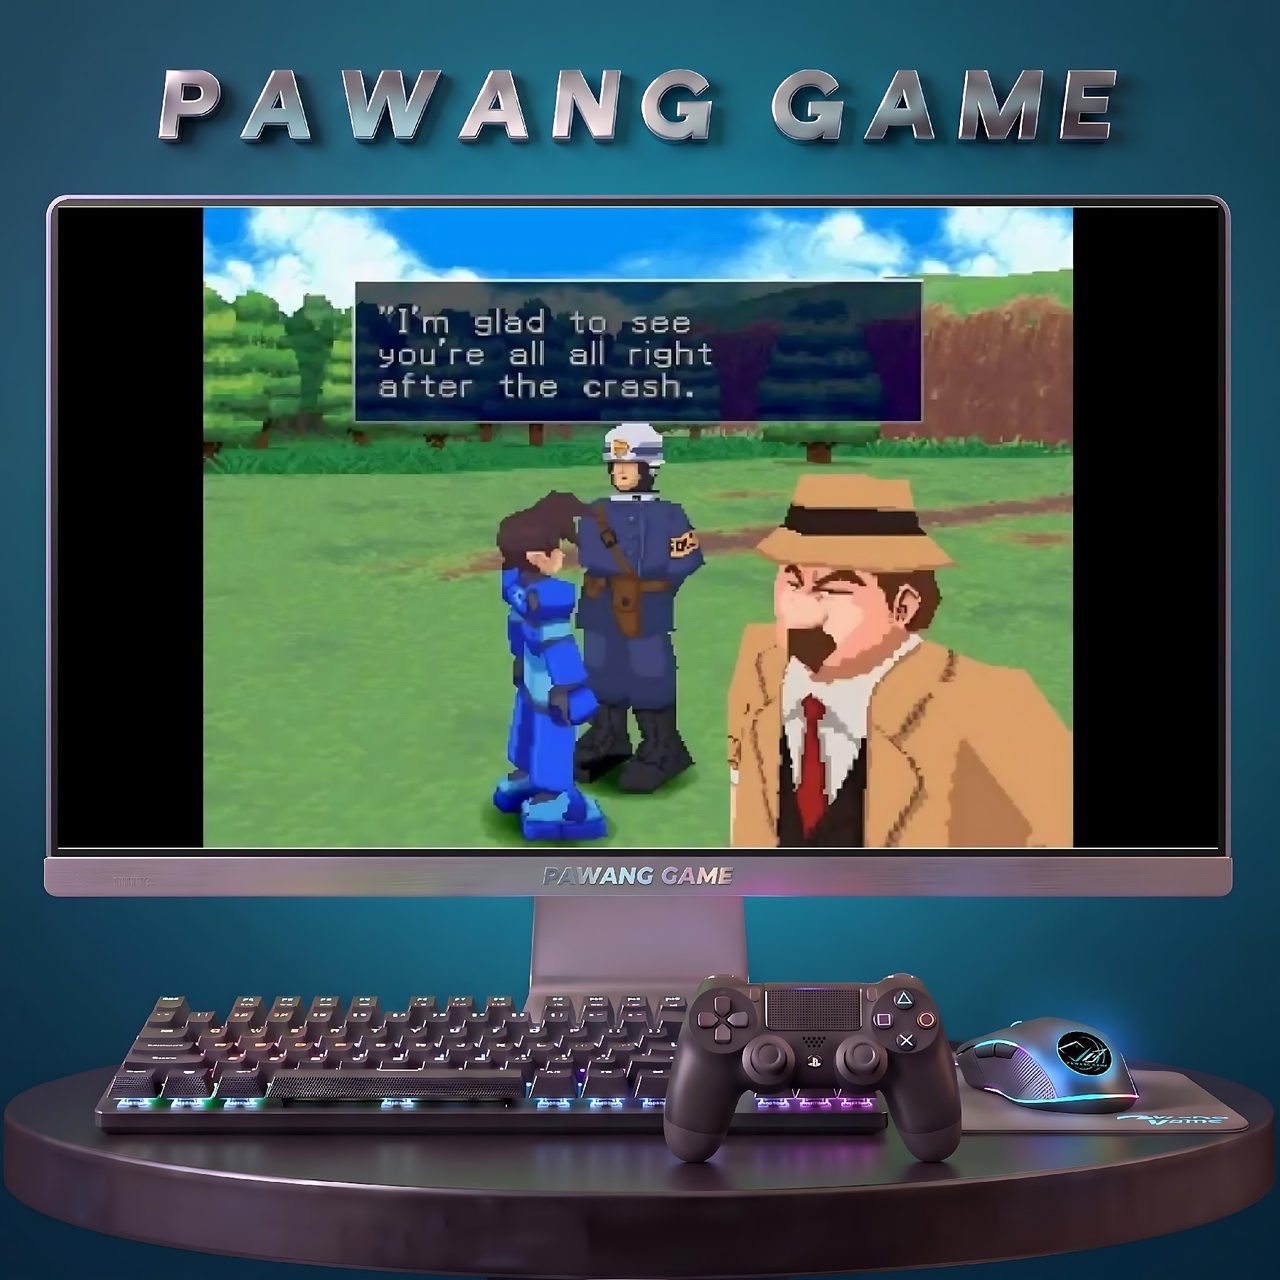 PAWANG GAME
"I'm glad to see
you're all all right
after the crash.
PAWANG GAME